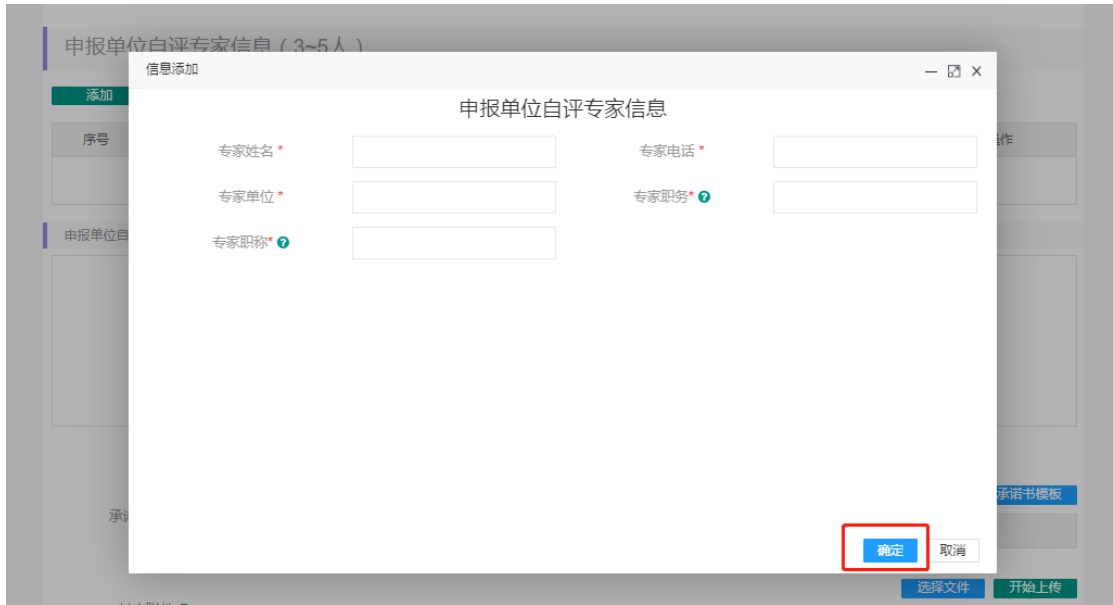 申报单位自评专家信息（3~5人）
信息添加
添加
申报单位自评专家信息
序号
操作
专家姓名 *
专家电话 *
专家单位 *
专家职务* ?
申报单位自
专家职称* ?
承诺书模板
承诺
确定
取消
选择文件
开始上传